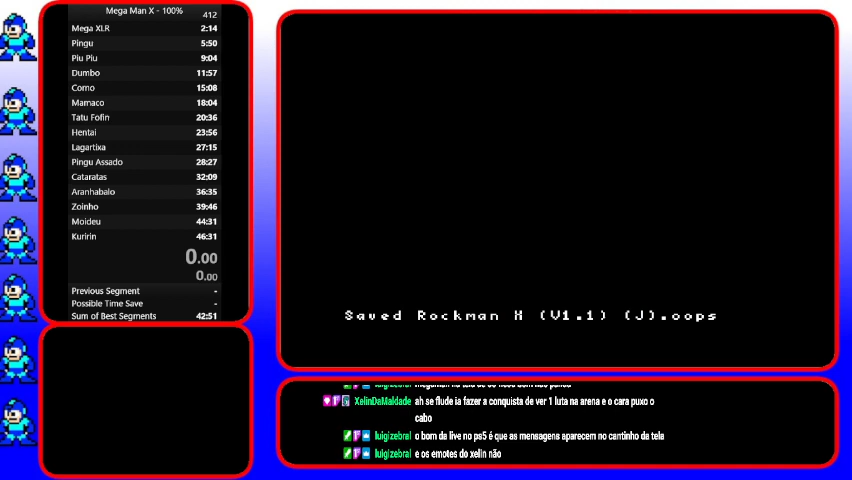 Mega Man X - 100%
412
Mega XLR 2:14
Pingu 5:50
Piu Piu 9:04
Dumbo 11:57
Corno 15:08
Mamaco 18:04
Tatu Fofin 20:36
Hentai 23:56
Lagartixa 27:15
Pingu Assado 28:27
Cataratas 32:09
Aranhabalo 36:35
Zoinho 39:46
Moideu 44:31
Kuririn 46:31
0.00
0.00
Previous Segment -
Possible Time Save -
Sum of Best Segments 42:51
Saved Rockman X (V1.1) (J).oops
luigizebral
XelinDaMaldade ah se flude ia fazer a conquista de ver 1 luta na arena e o cara puxo o
cabo
luigizebral o bom da live no ps5 é que as mensagens aparecem no cantinho da tela
luigizebral e os emotes do xelin não